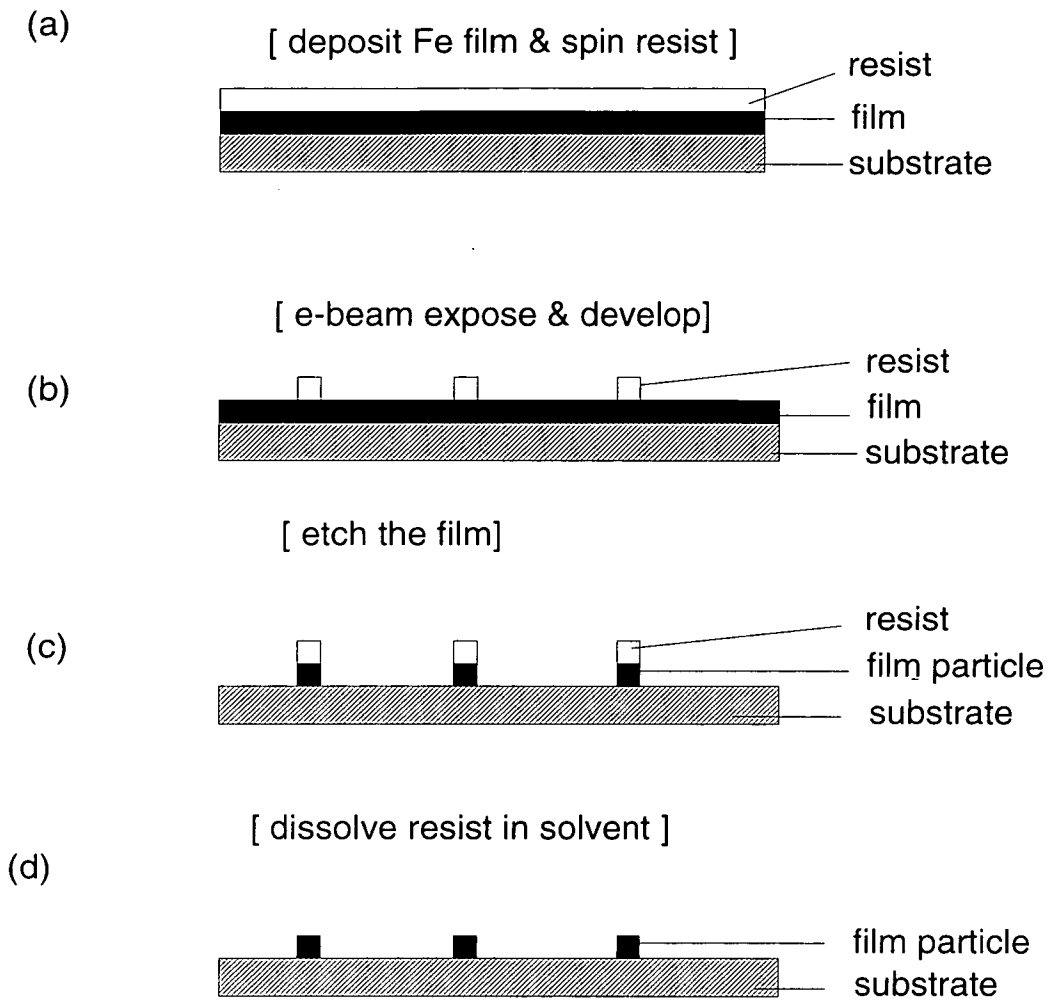 (a)
[ deposit Fe film & spin resist ]
resist
film
substrate
[ e-beam expose & develop]
(b)
resist
film
substrate
[ etch the film]
(c)
resist
film particle
substrate
[ dissolve resist in solvent ]
(d)
film particle
substrate